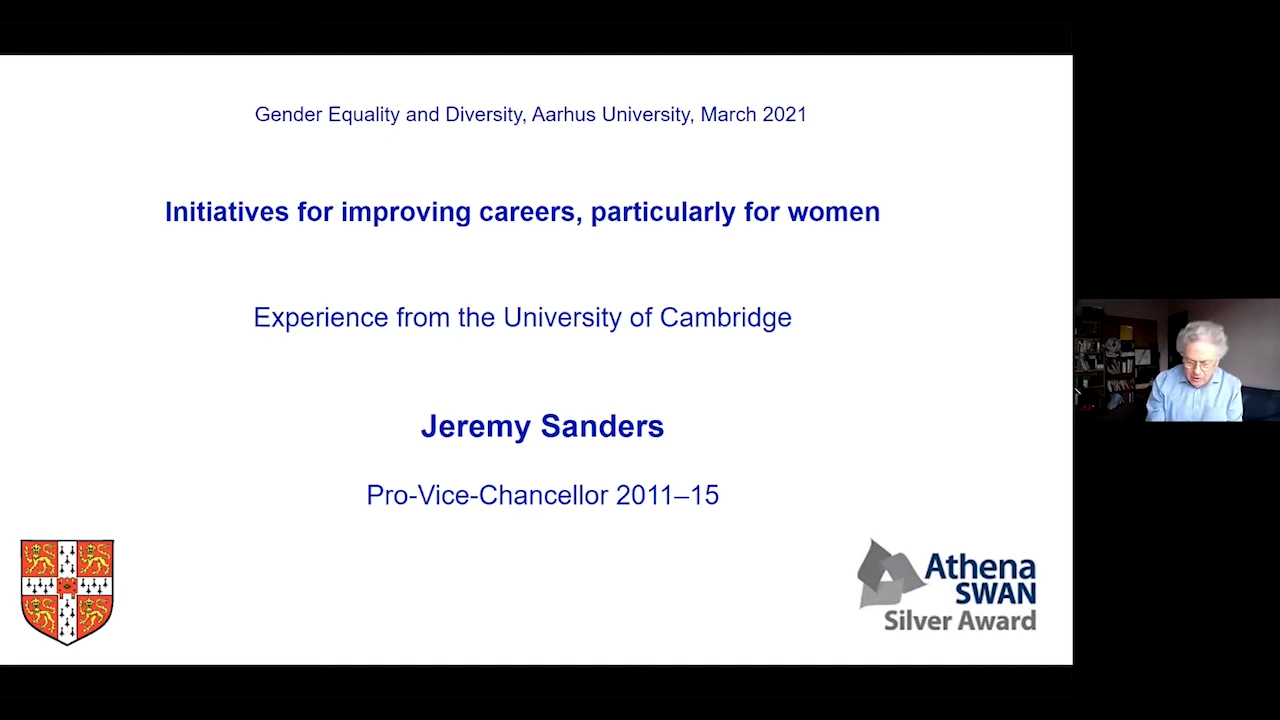 Gender Equality and Diversity, Aarhus University, March 2021
Initiatives for improving careers, particularly for women
Experience from the University of Cambridge
Jeremy Sanders
Pro-Vice-Chancellor 2011–15
Athena
SWAN
Silver Award